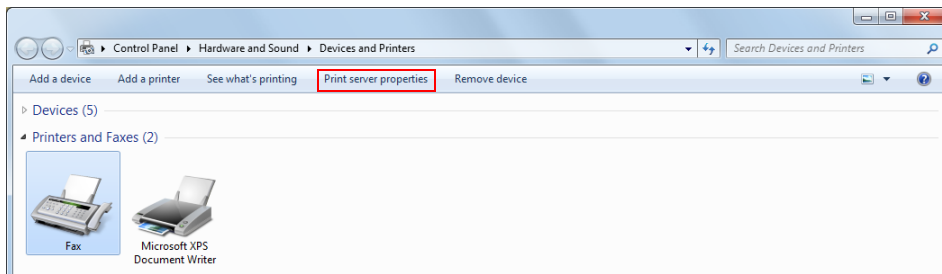 Control Panel ▸ Hardware and Sound ▸ Devices and Printers
Search Devices and Printers
Add a device Add a printer See what's printing Print server properties Remove device
Devices (5)
Printers and Faxes (2)
Fax
Microsoft XPS
Document Writer